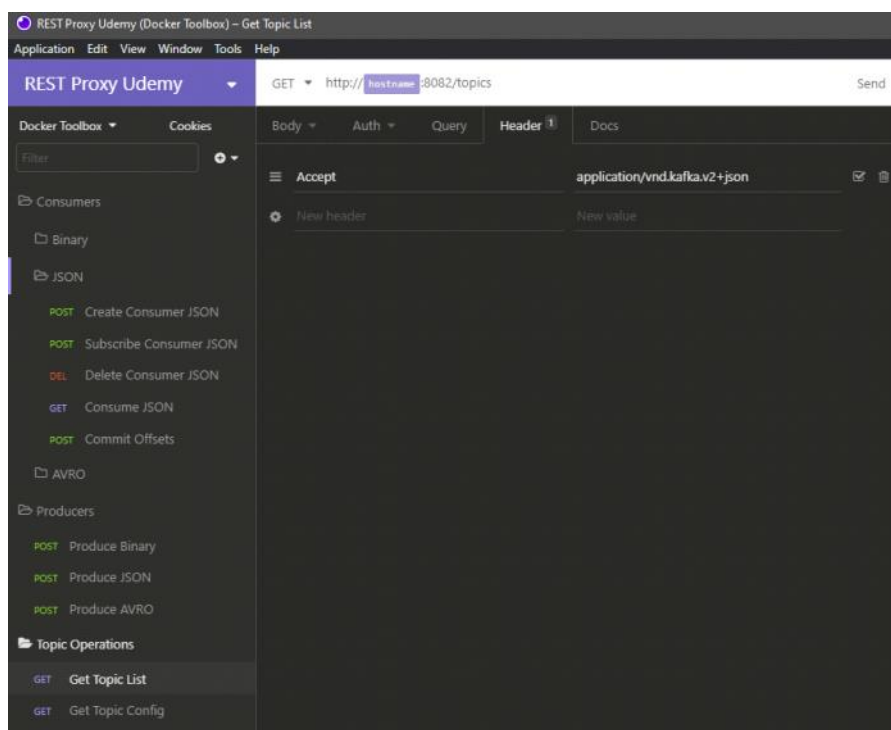 REST Proxy Udemy (Docker Toolbox) – Get Topic List
Application Edit View Window Tools Help
REST Proxy Udemy
GET http://hostname:8082/topics Send
Docker Toolbox Cookies
Body Auth Query Header 1 Docs
Filter
Accept application/vnd.kafka.v2+json
New header New value
Consumers
Binary
JSON
POST Create Consumer JSON
POST Subscribe Consumer JSON
DEL Delete Consumer JSON
GET Consume JSON
POST Commit Offsets
AVRO
Producers
POST Produce Binary
POST Produce JSON
POST Produce AVRO
Topic Operations
GET Get Topic List
GET Get Topic Config